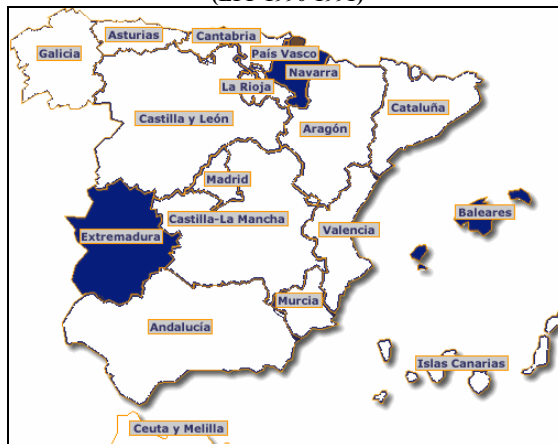 Asturias
Cantabria
Galicia
País Vasco
Navarra
La Rioja
Cataluña
Castilla y León
Aragón
Madrid
Castilla-La Mancha
Baleares
Valencia
Extremadura
Murcia
Andalucía
Islas Canarias
Ceuta y Melilla